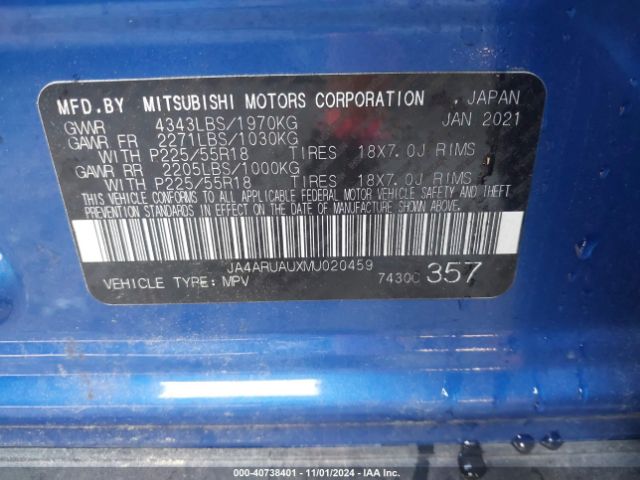 MFD.BY MITSUBISHI MOTORS CORPORATION , JAPAN
GVWR 4343LBS/1970KG JAN 2021
GAWR FR 2271LBS/1030KG
WITH P225/55R18 TIRES 18X7.0J RIMS
GAWR RR 2205LBS/1000KG
WITH P225/55R18 TIRES 18X7.0J RIMS
THIS VEHICLE CONFORMS TO ALL APPLICABLE FEDERAL MOTOR VEHICLE SAFETY AND THEFT
PREVENTION STANDARDS IN EFFECT ON THE DATE OF MANUFACTURE SHOWN ABOVE.
JA4ARUAUXMU020459
VEHICLE TYPE: MPV 7430C 357
00-40738401 - 11/01/2024 - IAA Inc.